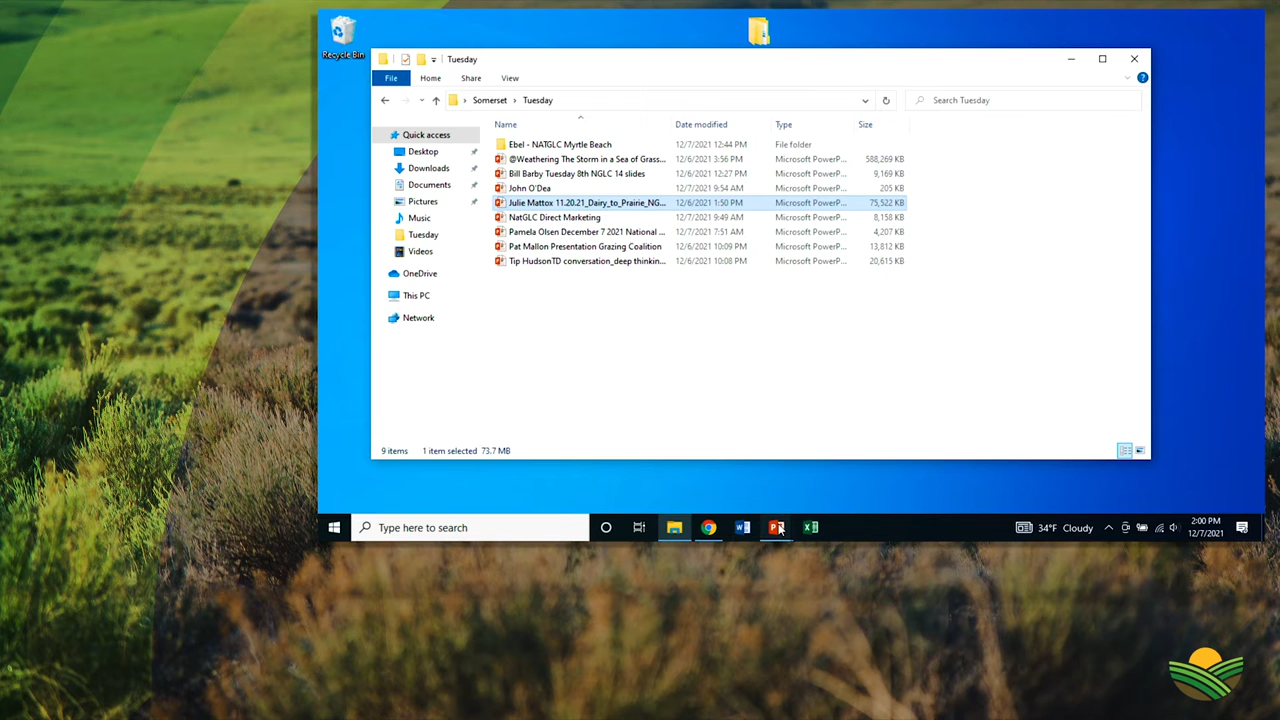 Recycle Bin
Tuesday
File Home Share View
Somerset > Tuesday
Search Tuesday
Name Date modified Type Size
Quick access
Desktop
Downloads
Documents
Pictures
Music
Tuesday
Videos
OneDrive
This PC
Network
Ebel - NATGLC Myrtle Beach 12/7/2021 12:44 PM File folder
@Weathering The Storm in a Sea of Grass... 12/6/2021 3:56 PM Microsoft PowerP... 588,269 KB
Bill Barby Tuesday 8th NGLC 14 slides 12/6/2021 12:27 PM Microsoft PowerP... 9,169 KB
John O'Dea 12/7/2021 9:54 AM Microsoft PowerP... 205 KB
Julie Mattox 11.20.21_Dairy_to_Prairie_NG... 12/6/2021 1:50 PM Microsoft PowerP... 75,522 KB
NatGLC Direct Marketing 12/7/2021 9:49 AM Microsoft PowerP... 8,158 KB
Pamela Olsen December 7 2021 National ... 12/7/2021 7:51 AM Microsoft PowerP... 4,207 KB
Pat Mallon Presentation Grazing Coalition 12/6/2021 10:09 PM Microsoft PowerP... 13,812 KB
Tip HudsonTD conversation_deep thinkin... 12/6/2021 10:08 PM Microsoft PowerP... 20,615 KB
9 items 1 item selected 73.7 MB
Type here to search
34°F Cloudy
2:00 PM
12/7/2021